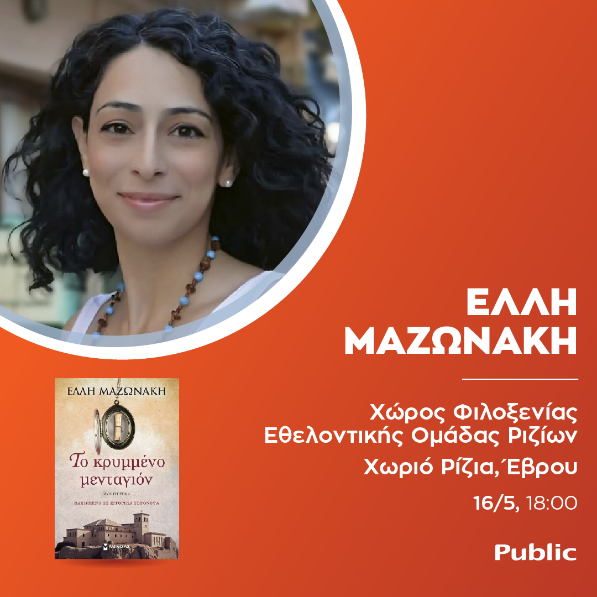 ΕΛΛΗ
ΜΑΖΩΝΑΚΗ
Χώρος Φιλοξενίας
Εθελοντικής Ομάδας Ριζίων
Χωριό Ρίζια, Έβρου
16/5, 18:00
Public
ΕΛΛΗ ΜΑΖΩΝΑΚΗ
Το κρυμμένο
μενταγιόν